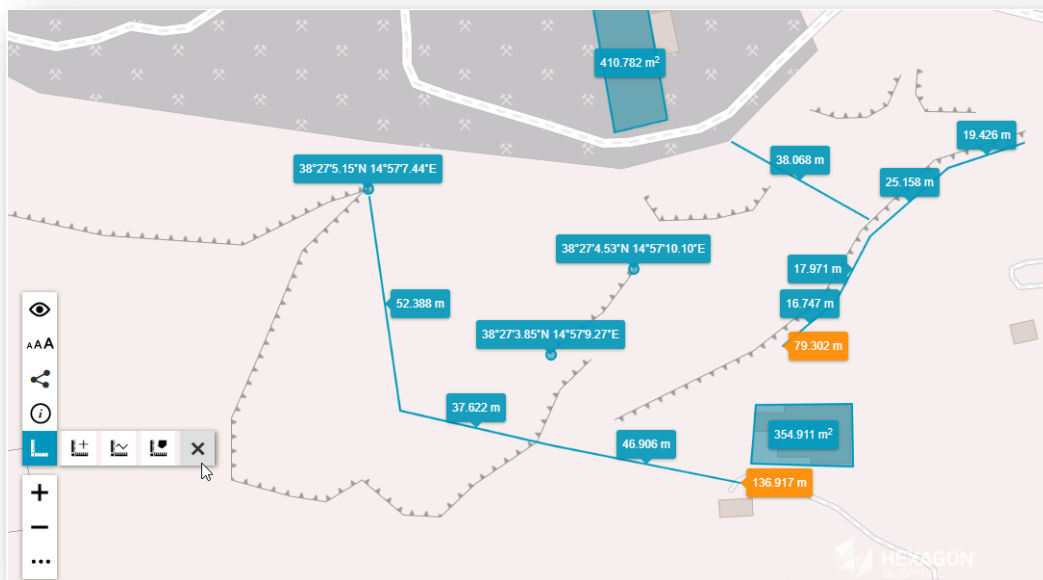 410.782 m²
19.426 m
38.068 m
38°27'5.15"N 14°57'7.44"E
25.158 m
38°27'4.53"N 14°57'10.10"E
17.971 m
52.388 m
16.747 m
38°27'3.85"N 14°57'9.27"E
79.302 m
AAA
37.622 m
354.911 m²
46.906 m
136.917 m
HEXAGON